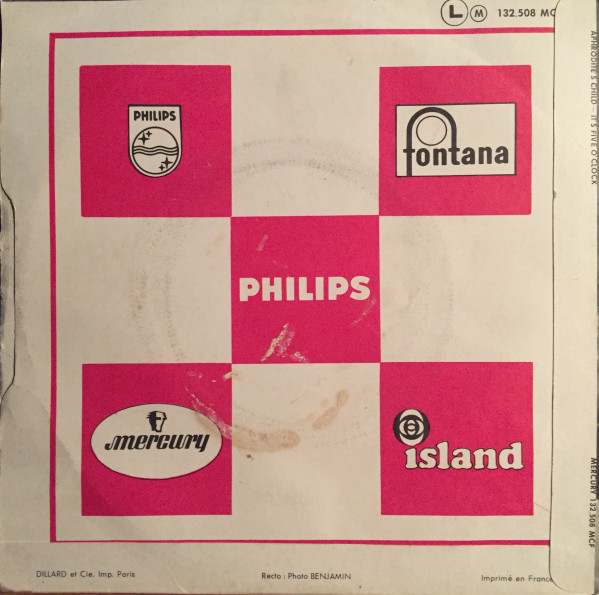 L M 132.508 MC
APHRODITE'S CHILD - IT'S FIVE O'CLOCK
PHILIPS
fontana
PHILIPS
mercury
island
MERCURY 132.508 MCF
DILLARD et Cie. Imp. Paris
Recto : Photo BENJAMIN
Imprimé en France